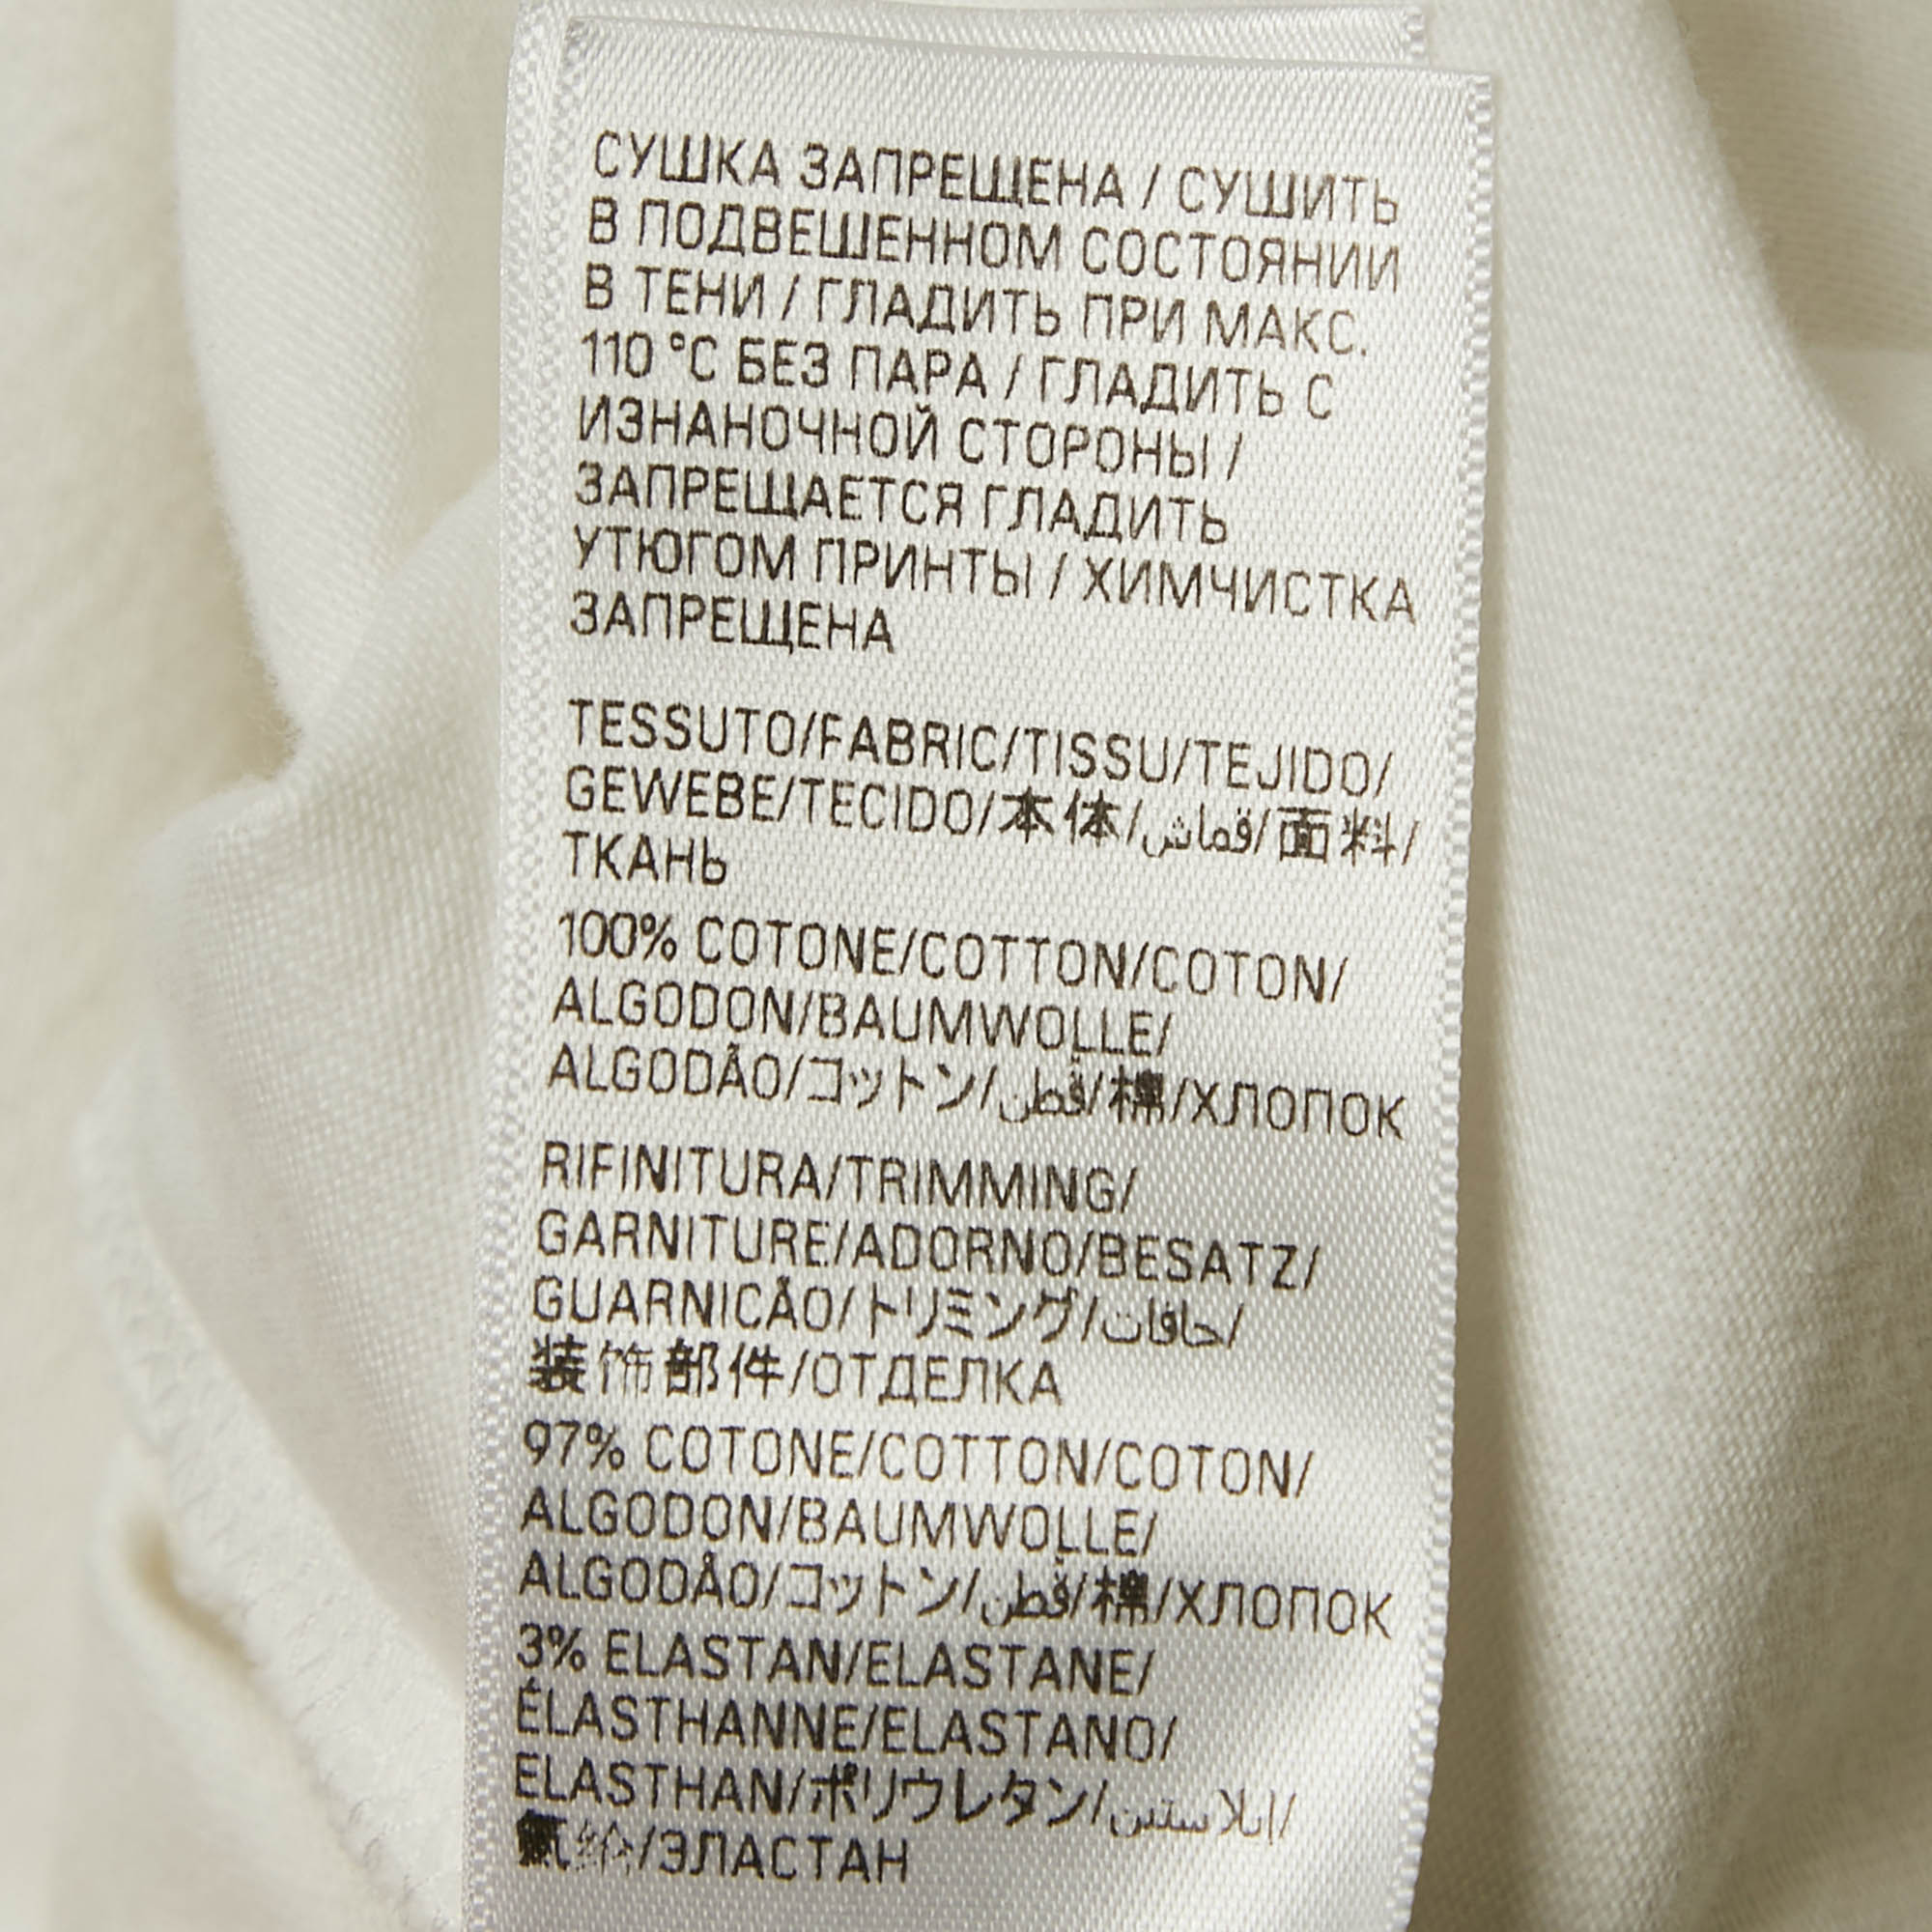 СУШКА ЗАПРЕЩЕНА / СУШИТЬ
В ПОДВЕШЕННОМ СОСТОЯНИИ
В ТЕНИ / ГЛАДИТЬ ПРИ МАКС.
110 °C БЕЗ ПАРА / ГЛАДИТЬ С
ИЗНАНОЧНОЙ СТОРОНЫ /
ЗАПРЕЩАЕТСЯ ГЛАДИТЬ
УТЮГОМ ПРИНТЫ / ХИМЧИСТКА
ЗАПРЕЩЕНА
TESSUTO/FABRIC/TISSU/TEJIDO/
GEWEBE/TECIDO/本体/قماش/面料/
ТКАНЬ
100% COTONE/COTTON/COTON/
ALGODON/BAUMWOLLE/
ALGODÃO/コットン/قطن/棉/ХЛОПОК
RIFINITURA/TRIMMING/
GARNITURE/ADORNO/BESATZ/
GUARNICÃO/トリミング/حافات/
装饰部件/ОТДЕЛКА
97% COTONE/COTTON/COTON/
ALGODON/BAUMWOLLE/
ALGODÃO/コットン/قطن/棉/ХЛОПОК
3% ELASTAN/ELASTANE/
ÉLASTHANNE/ELASTANO/
ELASTHAN/ポリウレタン/إيلاستين/
氨纶/ЭЛАСТАН